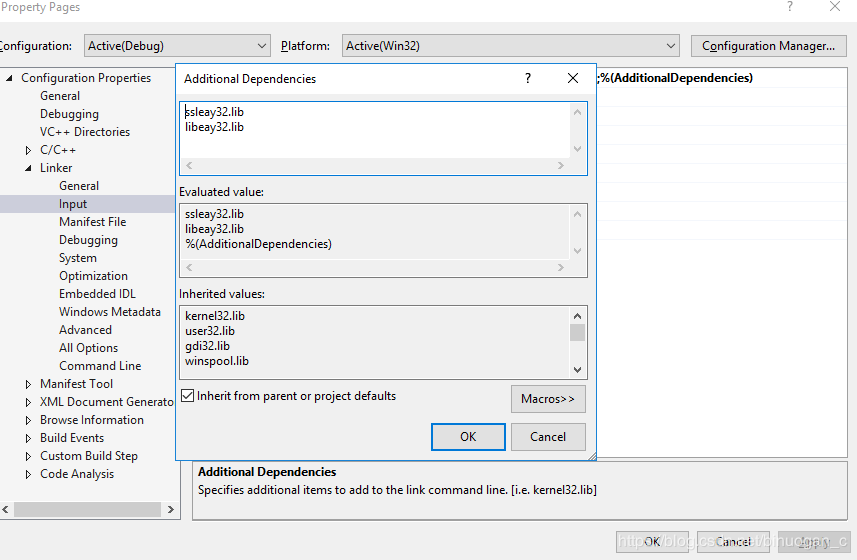 Property Pages
?
Configuration:
Active(Debug)
Platform:
Active(Win32)
Configuration Manager...
Configuration Properties
General
Debugging
VC++ Directories
C/C++
Linker
General
Input
Manifest File
Debugging
System
Optimization
Embedded IDL
Windows Metadata
Advanced
All Options
Command Line
Manifest Tool
XML Document Generato
Browse Information
Build Events
Custom Build Step
Code Analysis
;%(AdditionalDependencies)
Additional Dependencies
?
ssleay32.lib
libeay32.lib
Evaluated value:
ssleay32.lib
libeay32.lib
%(AdditionalDependencies)
Inherited values:
kernel32.lib
user32.lib
gdi32.lib
winspool.lib
Inherit from parent or project defaults
Macros>>
OK
Cancel
Additional Dependencies
Specifies additional items to add to the link command line. [i.e. kernel32.lib]
OK
Cancel
Apply